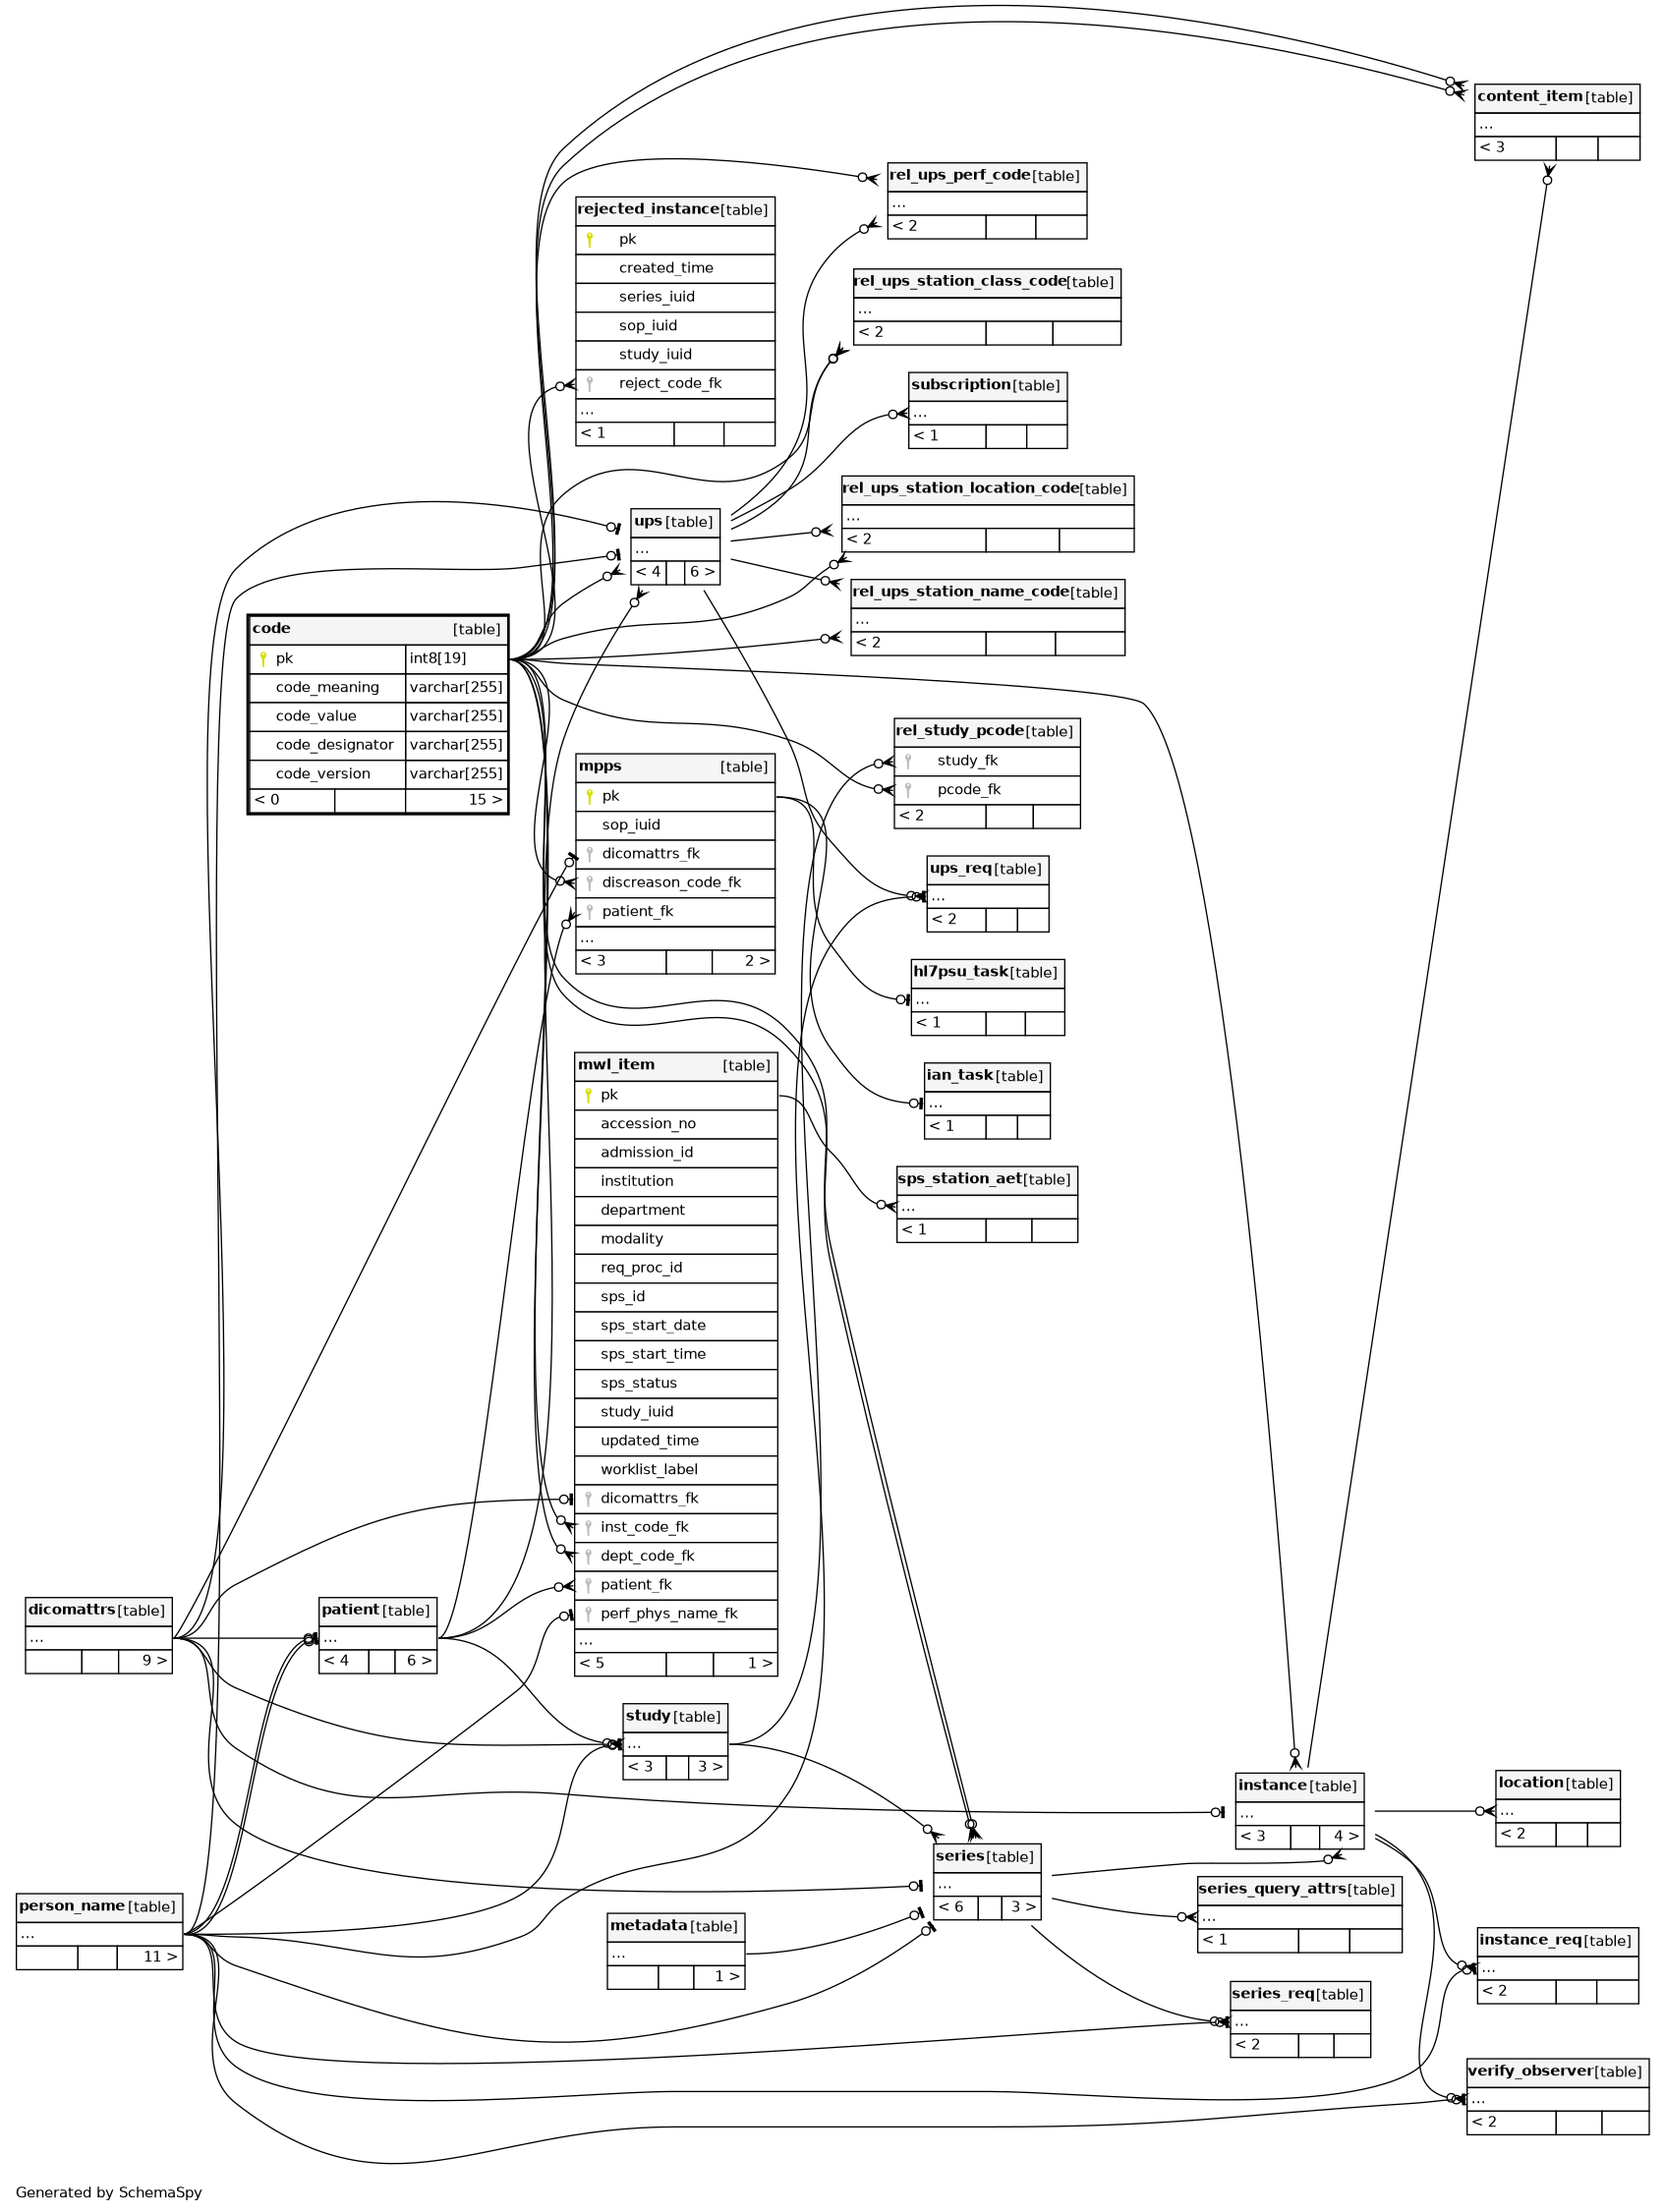 content_item [table]
...
< 3
rel_ups_perf_code [table]
...
< 2
rejected_instance [table]
pk
created_time
series_iuid
sop_iuid
study_iuid
reject_code_fk
...
< 1
rel_ups_station_class_code [table]
...
< 2
subscription [table]
...
< 1
rel_ups_station_location_code [table]
...
< 2
ups [table]
...
< 4 6 >
rel_ups_station_name_code [table]
...
< 2
code [table]
pk int8[19]
code_meaning varchar[255]
code_value varchar[255]
code_designator varchar[255]
code_version varchar[255]
< 0 15 >
rel_study_pcode [table]
study_fk
pcode_fk
< 2
mpps [table]
pk
sop_iuid
dicomattrs_fk
discreason_code_fk
patient_fk
...
< 3 2 >
ups_req [table]
...
< 2
hl7psu_task [table]
...
< 1
ian_task [table]
...
< 1
sps_station_aet [table]
...
< 1
mwl_item [table]
pk
accession_no
admission_id
institution
department
modality
req_proc_id
sps_id
sps_start_date
sps_start_time
sps_status
study_iuid
updated_time
worklist_label
dicomattrs_fk
inst_code_fk
dept_code_fk
patient_fk
perf_phys_name_fk
...
< 5 1 >
dicomattrs [table]
...
9 >
patient [table]
...
< 4 6 >
study [table]
...
< 3 3 >
instance [table]
...
< 3 4 >
location [table]
...
< 2
series [table]
...
< 6 3 >
series_query_attrs [table]
...
< 1
person_name [table]
...
11 >
metadata [table]
...
1 >
instance_req [table]
...
< 2
series_req [table]
...
< 2
verify_observer [table]
...
< 2
Generated by SchemaSpy